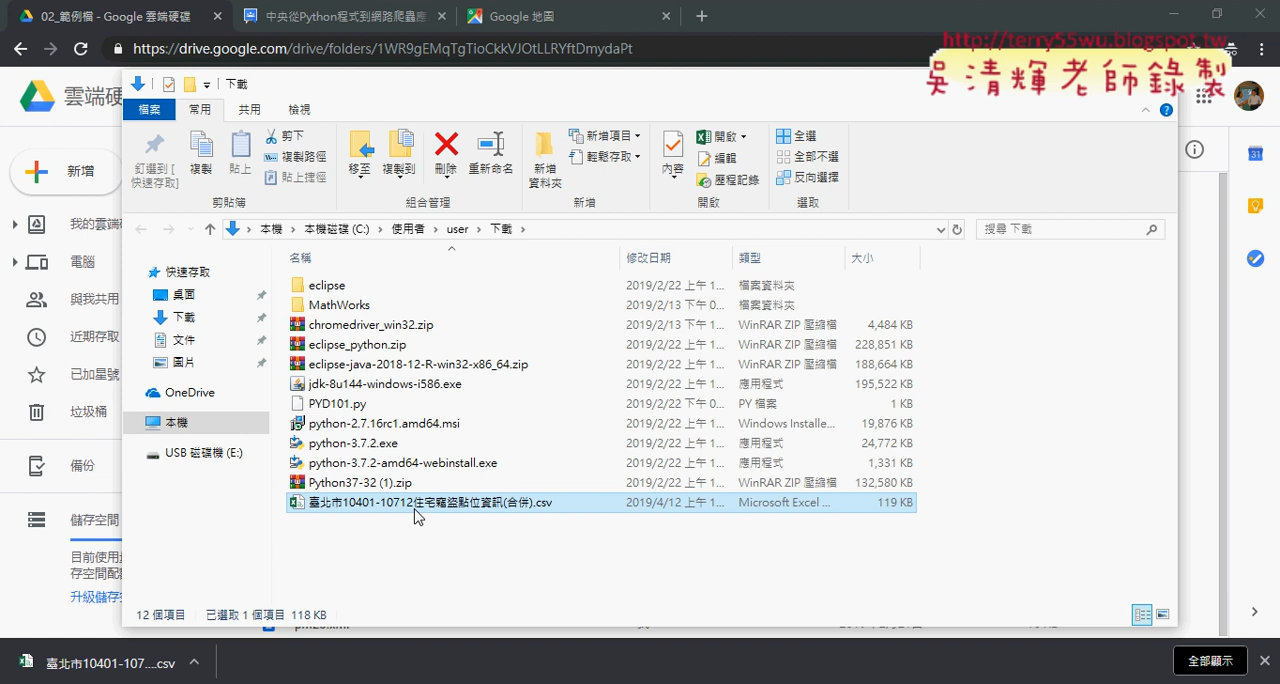 02_範例檔 - Google 雲端硬碟
中央從Python程式到網路爬蟲應
Google 地圖
https://drive.google.com/drive/folders/1WR9gEMqTgTioCkkVJOtLLRYftDmydaPt
http://terry55wu.blogspot.tw
吳清輝老師錄製
雲端硬
下載
檔案 常用 共用 檢視
釘選到 [快速存取]
複製
貼上
剪下
複製路徑
貼上捷徑
移至
複製到
刪除
重新命名
新增資料夾
新增項目
輕鬆存取
內容
開啟
編輯
歷程記錄
全選
全部不選
反向選擇
剪貼簿 組合管理 新增 開啟 選取
本機 › 本機磁碟 (C:) › 使用者 › user › 下載 ›
搜尋 下載
新增
我的雲端硬
電腦
與我共用
近期存取
已加星號
垃圾桶
備份
儲存空間
升級儲存空
快速存取
桌面
下載
文件
圖片
OneDrive
本機
USB 磁碟機 (E:)
名稱 修改日期 類型 大小
eclipse 2019/2/22 上午 1... 檔案資料夾
MathWorks 2019/2/13 下午 0... 檔案資料夾
chromedriver_win32.zip 2019/2/13 下午 1... WinRAR ZIP 壓縮檔 4,484 KB
eclipse_python.zip 2019/2/22 上午 1... WinRAR ZIP 壓縮檔 228,851 KB
eclipse-java-2018-12-R-win32-x86_64.zip 2019/2/22 上午 1... WinRAR ZIP 壓縮檔 188,664 KB
jdk-8u144-windows-i586.exe 2019/2/22 上午 1... 應用程式 195,522 KB
PYD101.py 2019/2/22 下午 0... PY 檔案 1 KB
python-2.7.16rc1.amd64.msi 2019/2/22 上午 1... Windows Installe... 19,876 KB
python-3.7.2.exe 2019/2/22 上午 1... 應用程式 24,772 KB
python-3.7.2-amd64-webinstall.exe 2019/2/22 上午 1... 應用程式 1,331 KB
Python37-32 (1).zip 2019/2/22 上午 1... WinRAR ZIP 壓縮檔 132,580 KB
臺北市10401-10712住宅竊盜點位資訊(合併).csv 2019/4/12 上午 1... Microsoft Excel ... 119 KB
12 個項目 已選取 1 個項目 118 KB
臺北市10401-107....csv
全部顯示